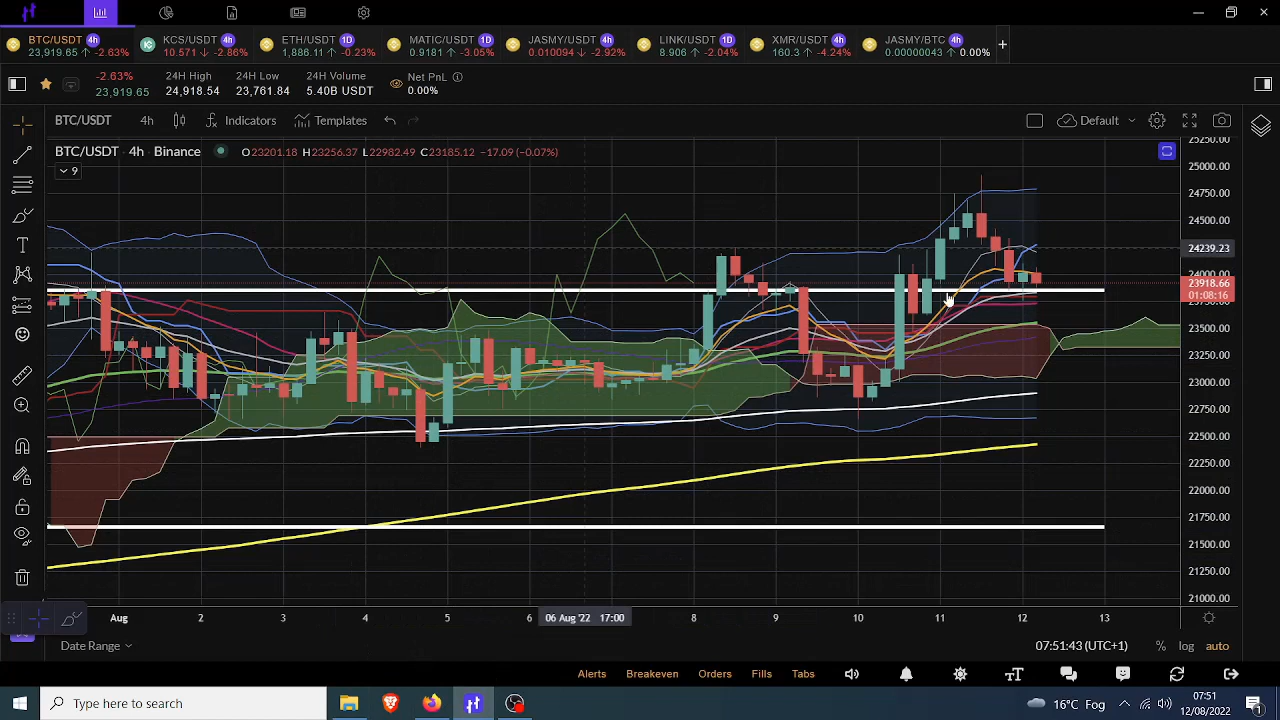 BTC/USDT 4h
23,919.65 ↑ -2.63%
KCS/USDT 4h
10.571 ↓ -2.86%
ETH/USDT 1D
1,886.11 ↑ -0.23%
MATIC/USDT 1D
0.9181 ↑ -3.05%
JASMY/USDT 1D
0.010094 ↓ -2.92%
LINK/USDT 1D
8.906 ↑ -2.04%
XMR/USDT 4h
160.3 ↑ -4.24%
JASMY/BTC 4h
0.00000043 ↑ 0.00%
-2.63%
23,919.65
24H High
24,918.54
24H Low
23,761.84
24H Volume
5.40B USDT
Net PnL
0.00%
BTC/USDT 4h Indicators Templates Default
BTC/USDT · 4h · Binance O23201.18 H23256.37 L22982.49 C23185.12 −17.09 (−0.07%)
9
25250.00
25000.00
24750.00
24500.00
24239.23
24000.00
23918.66
01:08:16
23750.00
23500.00
23250.00
23000.00
22750.00
22500.00
22250.00
22000.00
21750.00
21500.00
21250.00
21000.00
Aug 2 3 4 5 6 06 Aug '22 17:00 8 9 10 11 12 13
Date Range 07:51:43 (UTC+1) % log auto
Alerts Breakeven Orders Fills Tabs
Type here to search
16°C Fog
07:51
12/08/2022
1